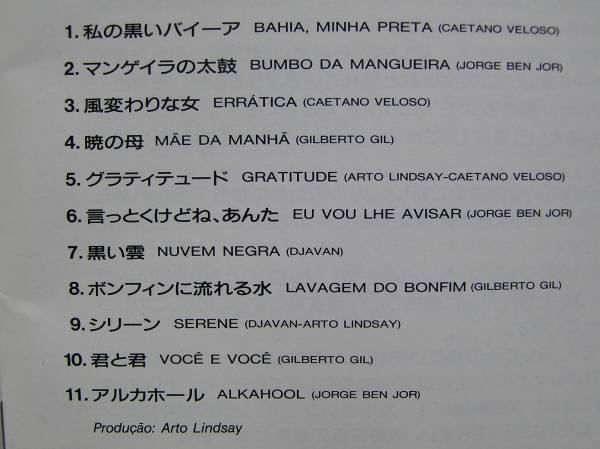 1. 私の黒いバイーア BAHIA, MINHA PRETA (CAETANO VELOSO)
2. マンゲイラの太鼓 BUMBO DA MANGUEIRA (JORGE BEN JOR)
3. 風変わりな女 ERRÁTICA (CAETANO VELOSO)
4. 暁の母 MÃE DA MANHÃ (GILBERTO GIL)
5. グラティテュード GRATITUDE (ARTO LINDSAY-CAETANO VELOSO)
6. 言っとくけどね、あんた EU VOU LHE AVISAR (JORGE BEN JOR)
7. 黒い雲 NUVEM NEGRA (DJAVAN)
8. ボンフィンに流れる水 LAVAGEM DO BONFIM (GILBERTO GIL)
9. シリーン SERENE (DJAVAN-ARTO LINDSAY)
10. 君と君 VOCÊ E VOCÊ (GILBERTO GIL)
11. アルカホール ALKAHOOL (JORGE BEN JOR)
Produção: Arto Lindsay